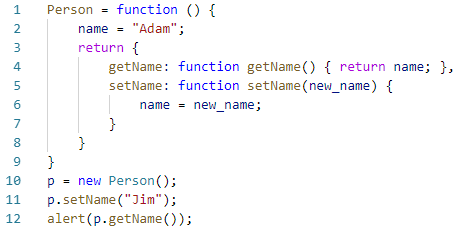 1 Person = function () {
2     name = "Adam";
3     return {
4         getName: function getName() { return name; },
5         setName: function setName(new_name) {
6             name = new_name;
7         }
8     }
9 }
10 p = new Person();
11 p.setName("Jim");
12 alert(p.getName());